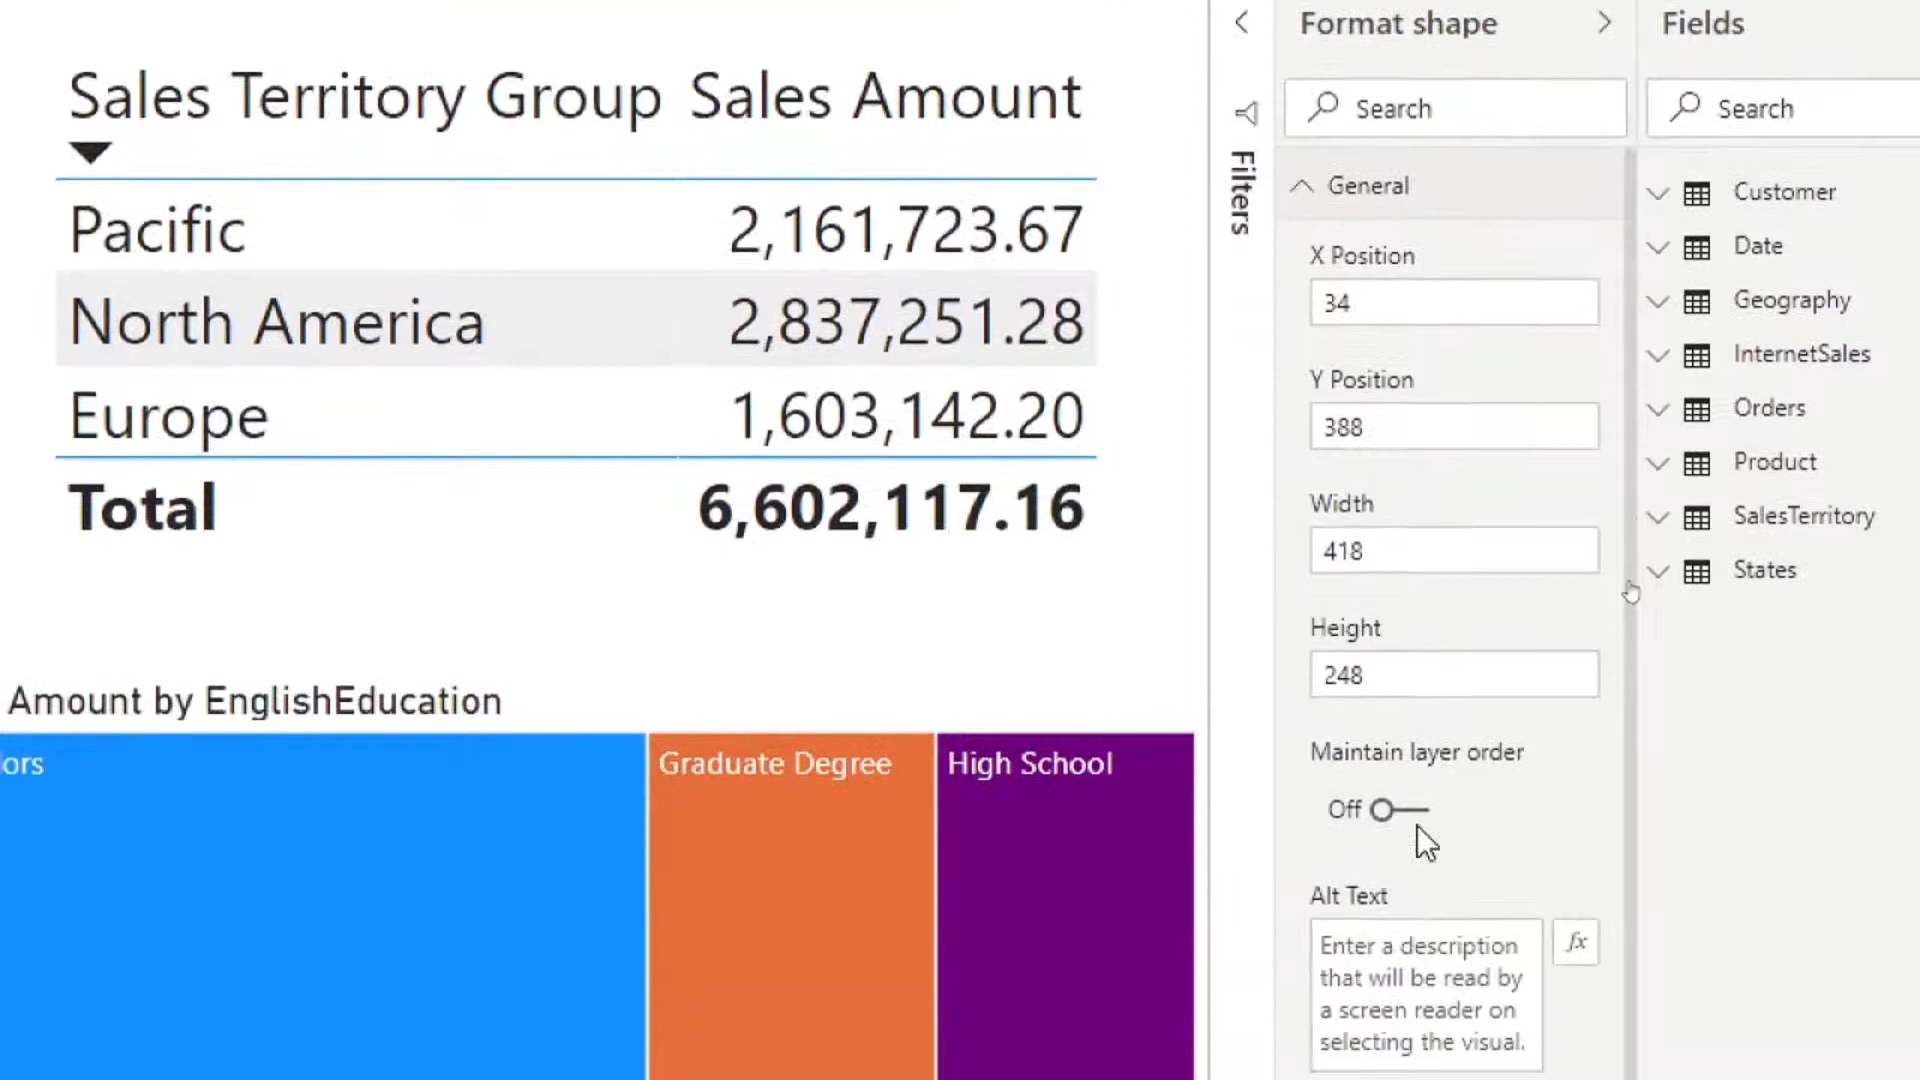 Sales Territory Group Sales Amount
Pacific 2,161,723.67
North America 2,837,251.28
Europe 1,603,142.20
Total 6,602,117.16
Amount by EnglishEducation
ors
Graduate Degree
High School
Filters
Format shape
Search
General
X Position
34
Y Position
388
Width
418
Height
248
Maintain layer order
Off
Alt Text
Enter a description
that will be read by
a screen reader on
selecting the visual.
fx
Fields
Search
Customer
Date
Geography
InternetSales
Orders
Product
SalesTerritory
States